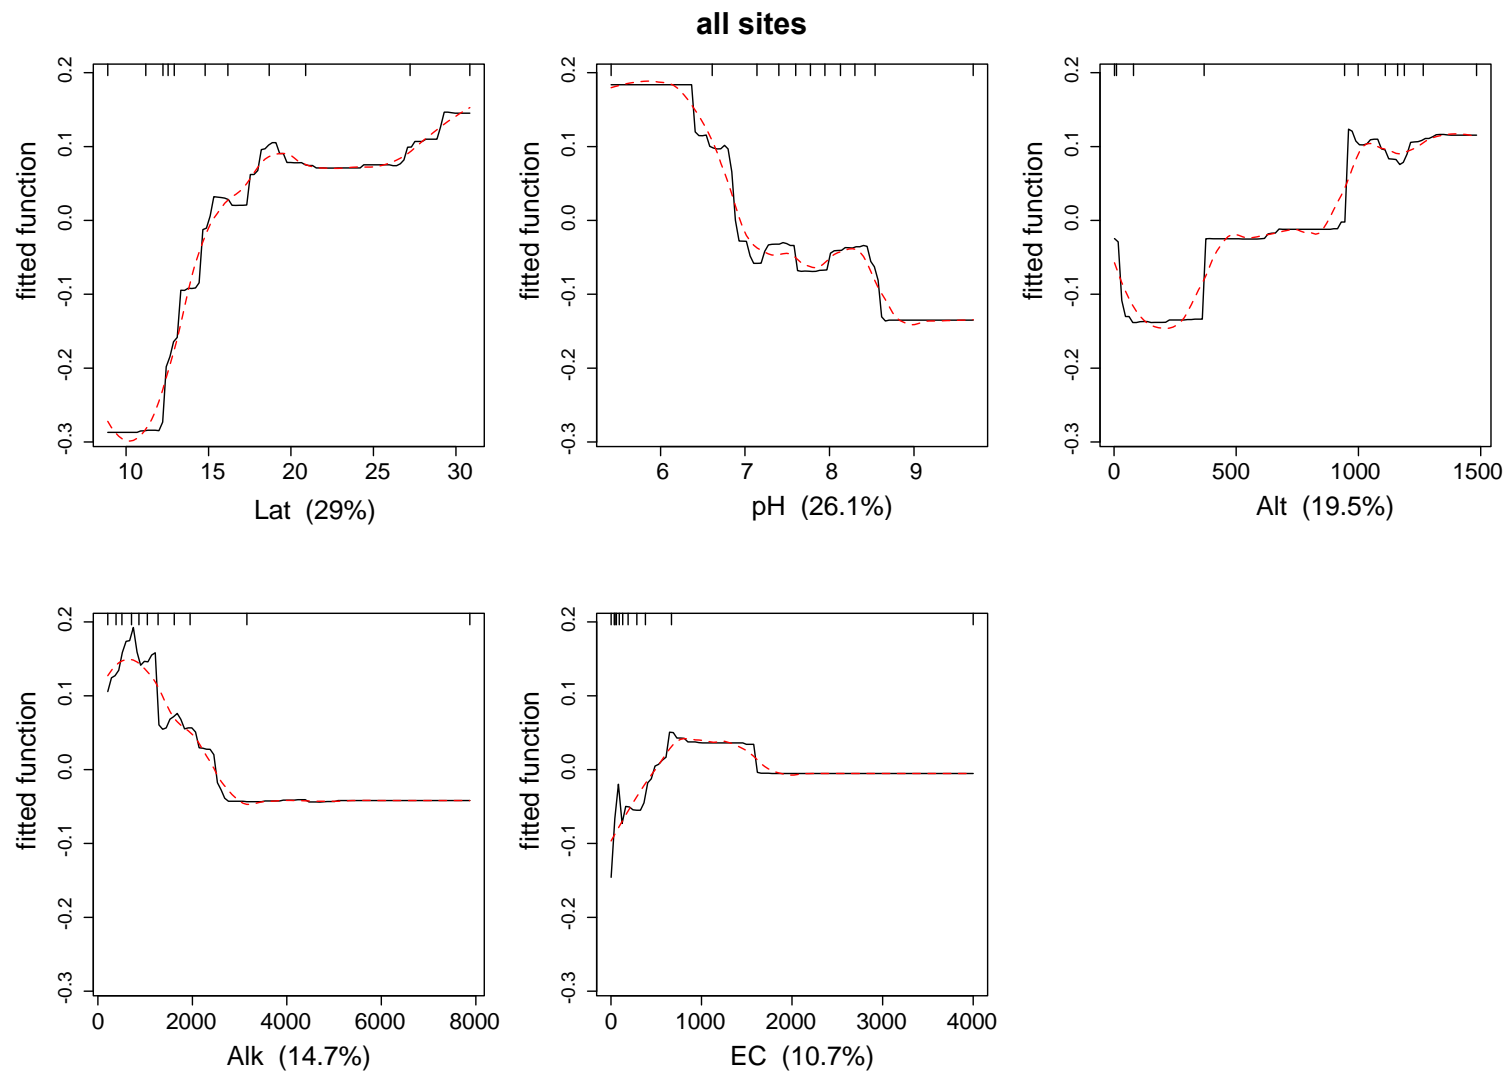 all sites
fitted function
0.2
0.1
0.0
-0.1
-0.2
-0.3
10 15 20 25 30
Lat (29%)
fitted function
0.2
0.1
0.0
-0.1
-0.2
-0.3
6 7 8 9
pH (26.1%)
fitted function
0.2
0.1
0.0
-0.1
-0.2
-0.3
0 500 1000 1500
Alt (19.5%)
fitted function
0.2
0.1
0.0
-0.1
-0.2
-0.3
0 2000 4000 6000 8000
Alk (14.7%)
fitted function
0.2
0.1
0.0
-0.1
-0.2
-0.3
0 1000 2000 3000 4000
EC (10.7%)